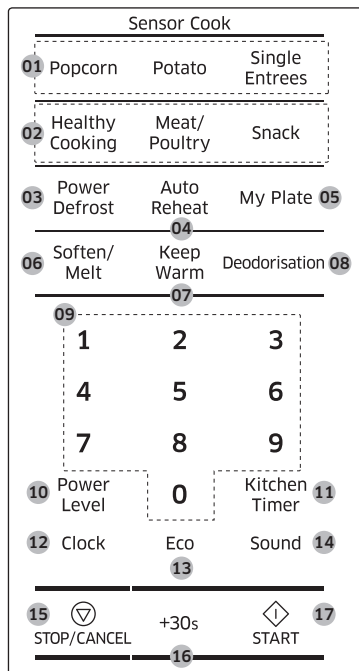 Sensor Cook
01 Popcorn Potato Single
Entrees
02 Healthy Meat/ Snack
Cooking Poultry
03 Power Auto My Plate 05
Defrost Reheat
04
06 Soften/ Keep Deodorisation 08
Melt Warm
07
09
1 2 3
4 5 6
7 8 9
10 Power 0 Kitchen 11
Level Timer
12 Clock Eco Sound 14
13
15 +30s 17
STOP/CANCEL START
16